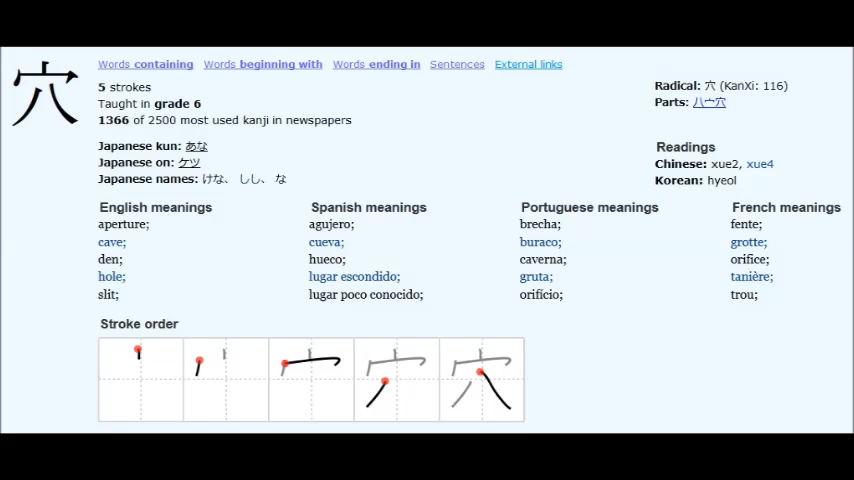 穴
Words containing Words beginning with Words ending in Sentences External links
5 strokes
Taught in grade 6
1366 of 2500 most used kanji in newspapers
Radical: 穴 (KanXi: 116)
Parts: 八宀穴
Japanese kun: あな
Japanese on: ケツ
Japanese names: けな、 しし、 な
Readings
Chinese: xue2, xue4
Korean: hyeol
English meanings
aperture;
cave;
den;
hole;
slit;
Spanish meanings
agujero;
cueva;
hueco;
lugar escondido;
lugar poco conocido;
Portuguese meanings
brecha;
buraco;
caverna;
gruta;
orifício;
French meanings
fente;
grotte;
orifice;
tanière;
trou;
Stroke order